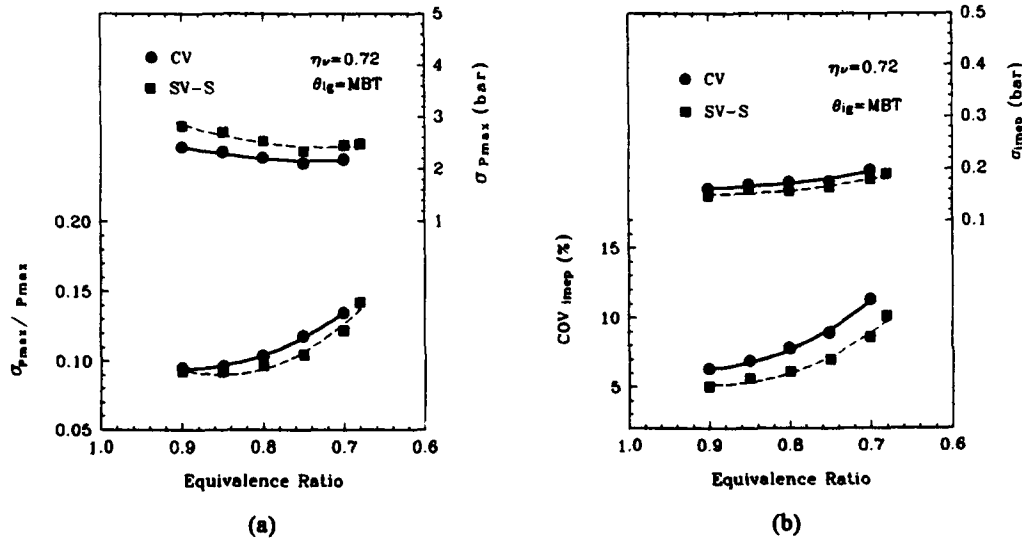 5
4
3
2
1
σ Pmax (bar)
CV
SV-S
ην=0.72
θig=MBT
0.20
0.15
0.10
0.05
σPmax/ Pmax
1.0 0.9 0.8 0.7 0.6
Equivalence Ratio
(a)
0.5
0.4
0.3
0.2
0.1
σimep (bar)
CV
SV-S
ην=0.72
θig=MBT
15
10
5
COV imep (%)
1.0 0.9 0.8 0.7 0.6
Equivalence Ratio
(b)